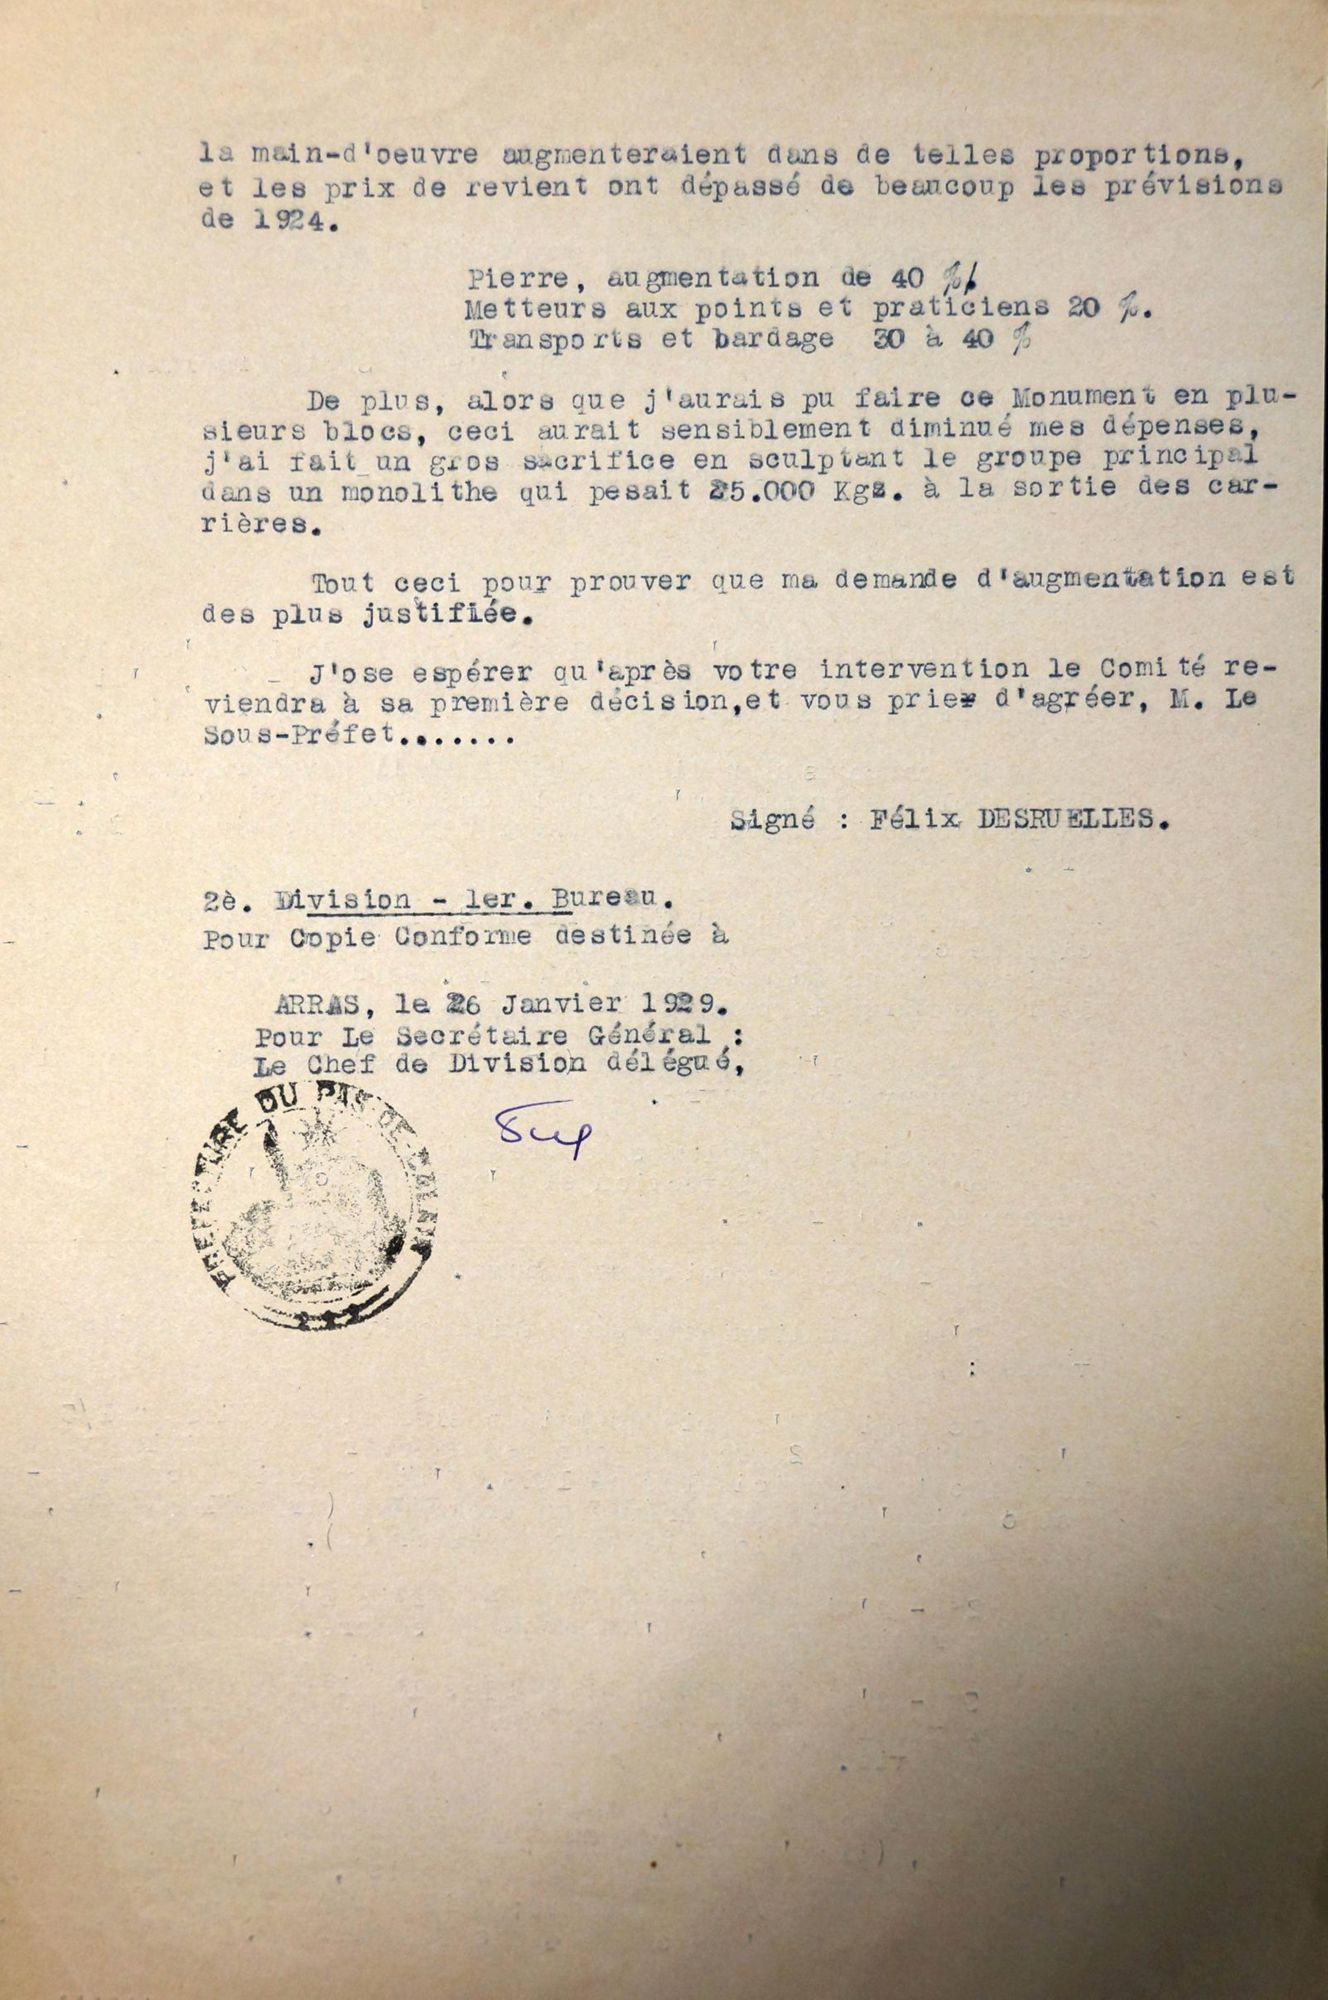 la main-d'oeuvre augmenteraient dans de telles proportions,
et les prix de revient ont dépassé de beaucoup les prévisions
de 1924.
Pierre, augmentation de 40 %
Metteurs aux points et praticiens 20 %.
Transports et bardage 30 à 40 %
De plus, alors que j'aurais pu faire ce Monument en plu-
sieurs blocs, ceci aurait sensiblement diminué mes dépenses,
j'ai fait un gros sacrifice en sculptant le groupe principal
dans un monolithe qui pesait 25.000 Kgs. à la sortie des car-
rières.
Tout ceci pour prouver que ma demande d'augmentation est
des plus justifiée.
J'ose espérer qu'après votre intervention le Comité re-
viendra à sa première décision,et vous prier d'agréer, M. Le
Sous-Préfet.......
Signé : Félix DESRUELLES.
2è. Division - 1er. Bureau.
Pour Copie Conforme destinée à
ARRAS, le 26 Janvier 1929.
Pour Le Secrétaire Général :
Le Chef de Division délégué,
PREFECTURE DU PAS-DE-CALAIS